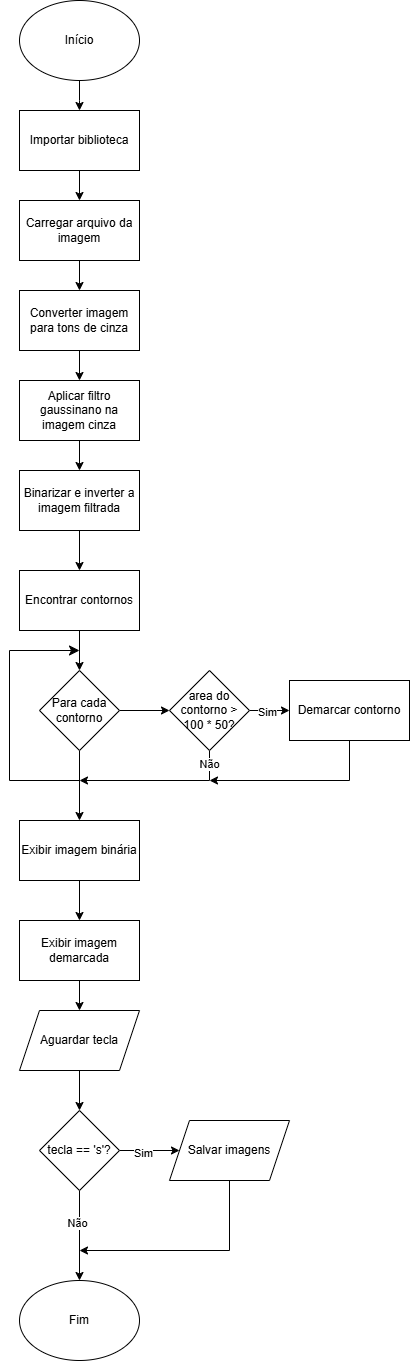 Início
Importar biblioteca
Carregar arquivo da
imagem
Converter imagem
para tons de cinza
Aplicar filtro
gaussinano na
imagem cinza
Binarizar e inverter a
imagem filtrada
Encontrar contornos
Para cada
contorno
area do
contorno >
100 * 50?
Sim
Demarcar contorno
Não
Exibir imagem binária
Exibir imagem
demarcada
Aguardar tecla
tecla == 's'?
Sim
Salvar imagens
Não
Fim